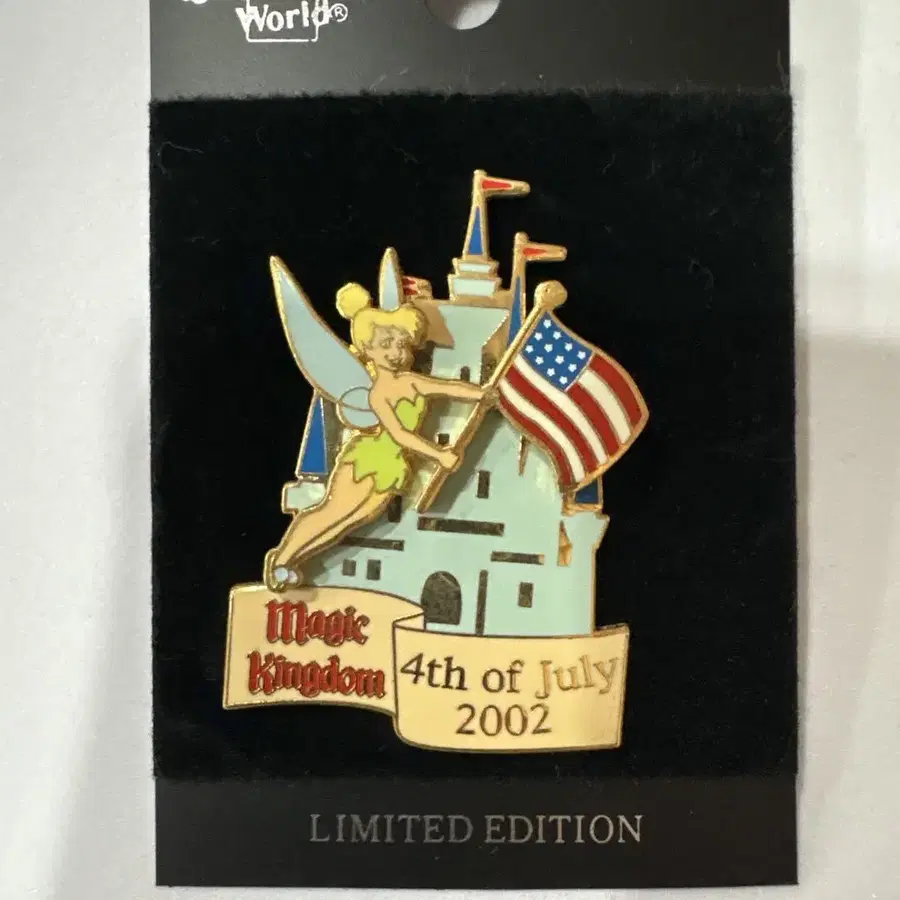 World®
Magic
Kingdom
4th of July
2002
LIMITED EDITION